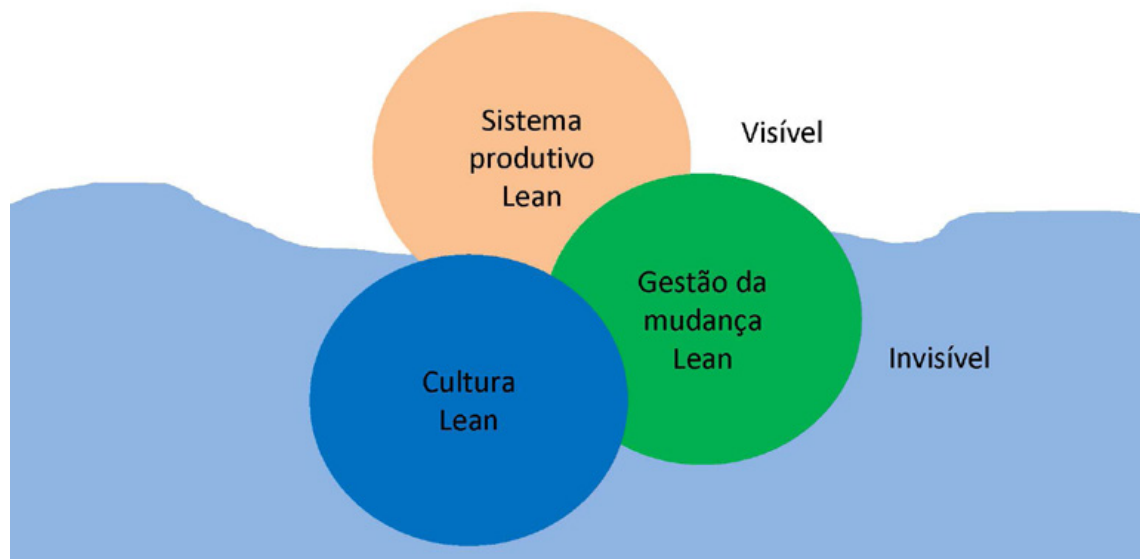 Sistema
produtivo
Lean
Visível
Gestão da
mudança
Lean
Invisível
Cultura
Lean